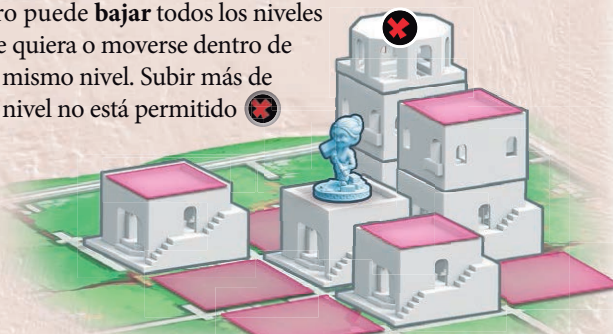 ro puede bajar todos los niveles
e quiera o moverse dentro de
mismo nivel. Subir más de
nivel no está permitido